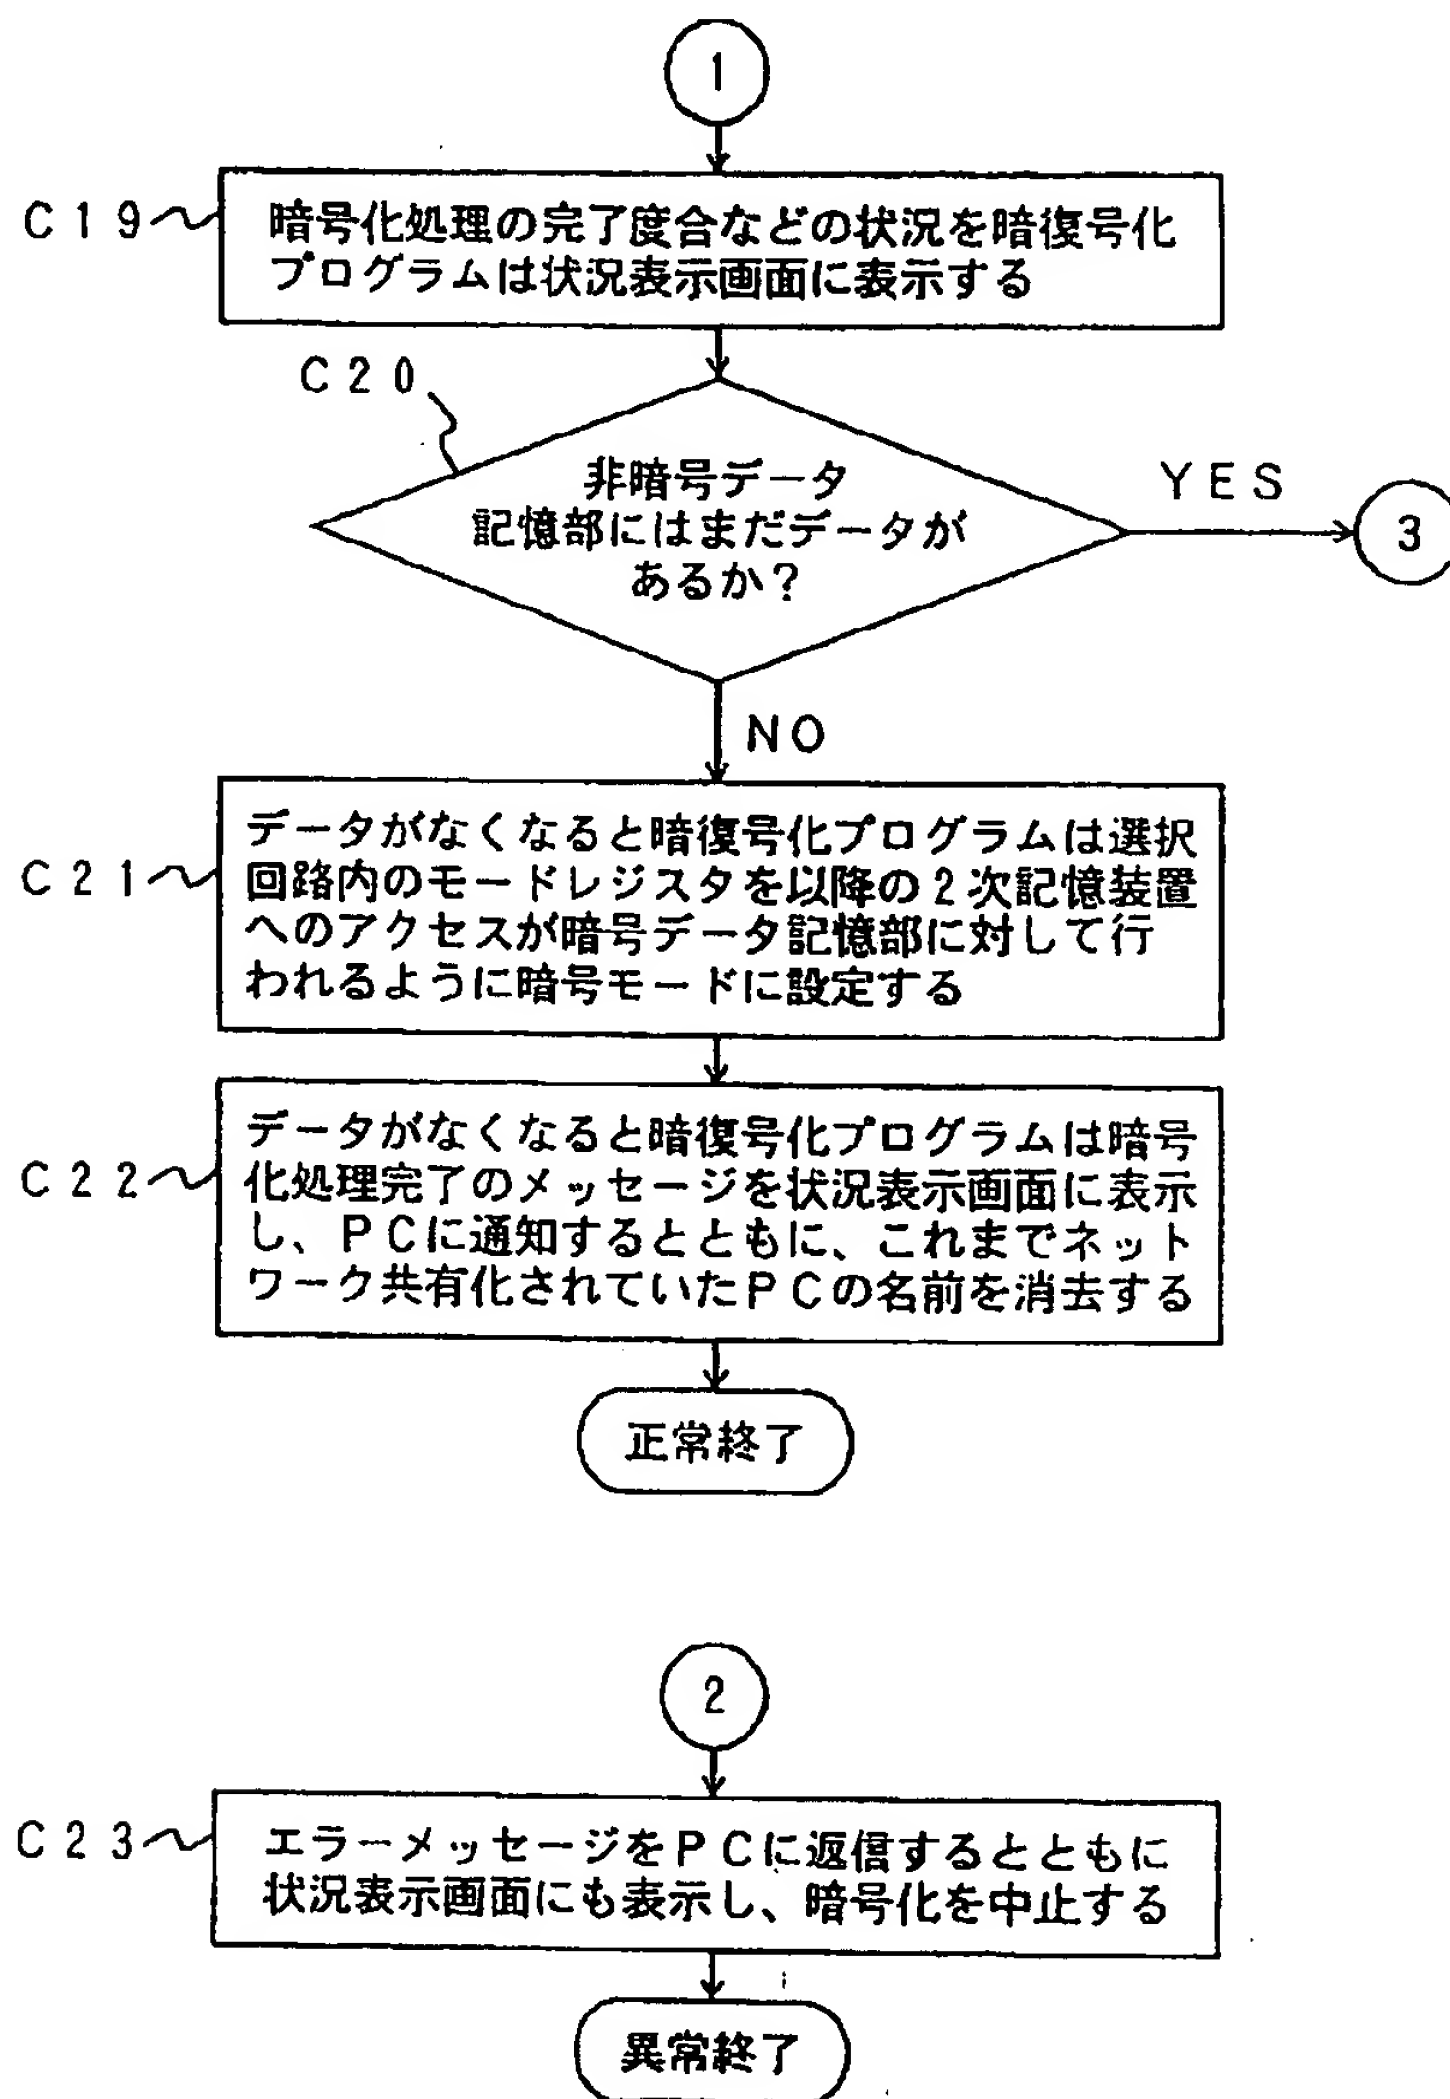 1
C19
暗号化処理の完了度合などの状況を暗復号化
プログラムは状況表示画面に表示する
C20
非暗号データ
記憶部にはまだデータが
あるか?
YES
3
NO
C21
データがなくなると暗復号化プログラムは選択
回路内のモードレジスタを以降の2次記憶装置
へのアクセスが暗号データ記憶部に対して行
われるように暗号モードに設定する
C22
データがなくなると暗復号化プログラムは暗号
化処理完了のメッセージを状況表示画面に表示
し、PCに通知するとともに、これまでネット
ワーク共有化されていたPCの名前を消去する
正常終了
2
C23
エラーメッセージをPCに返信するとともに
状況表示画面にも表示し、暗号化を中止する
異常終了